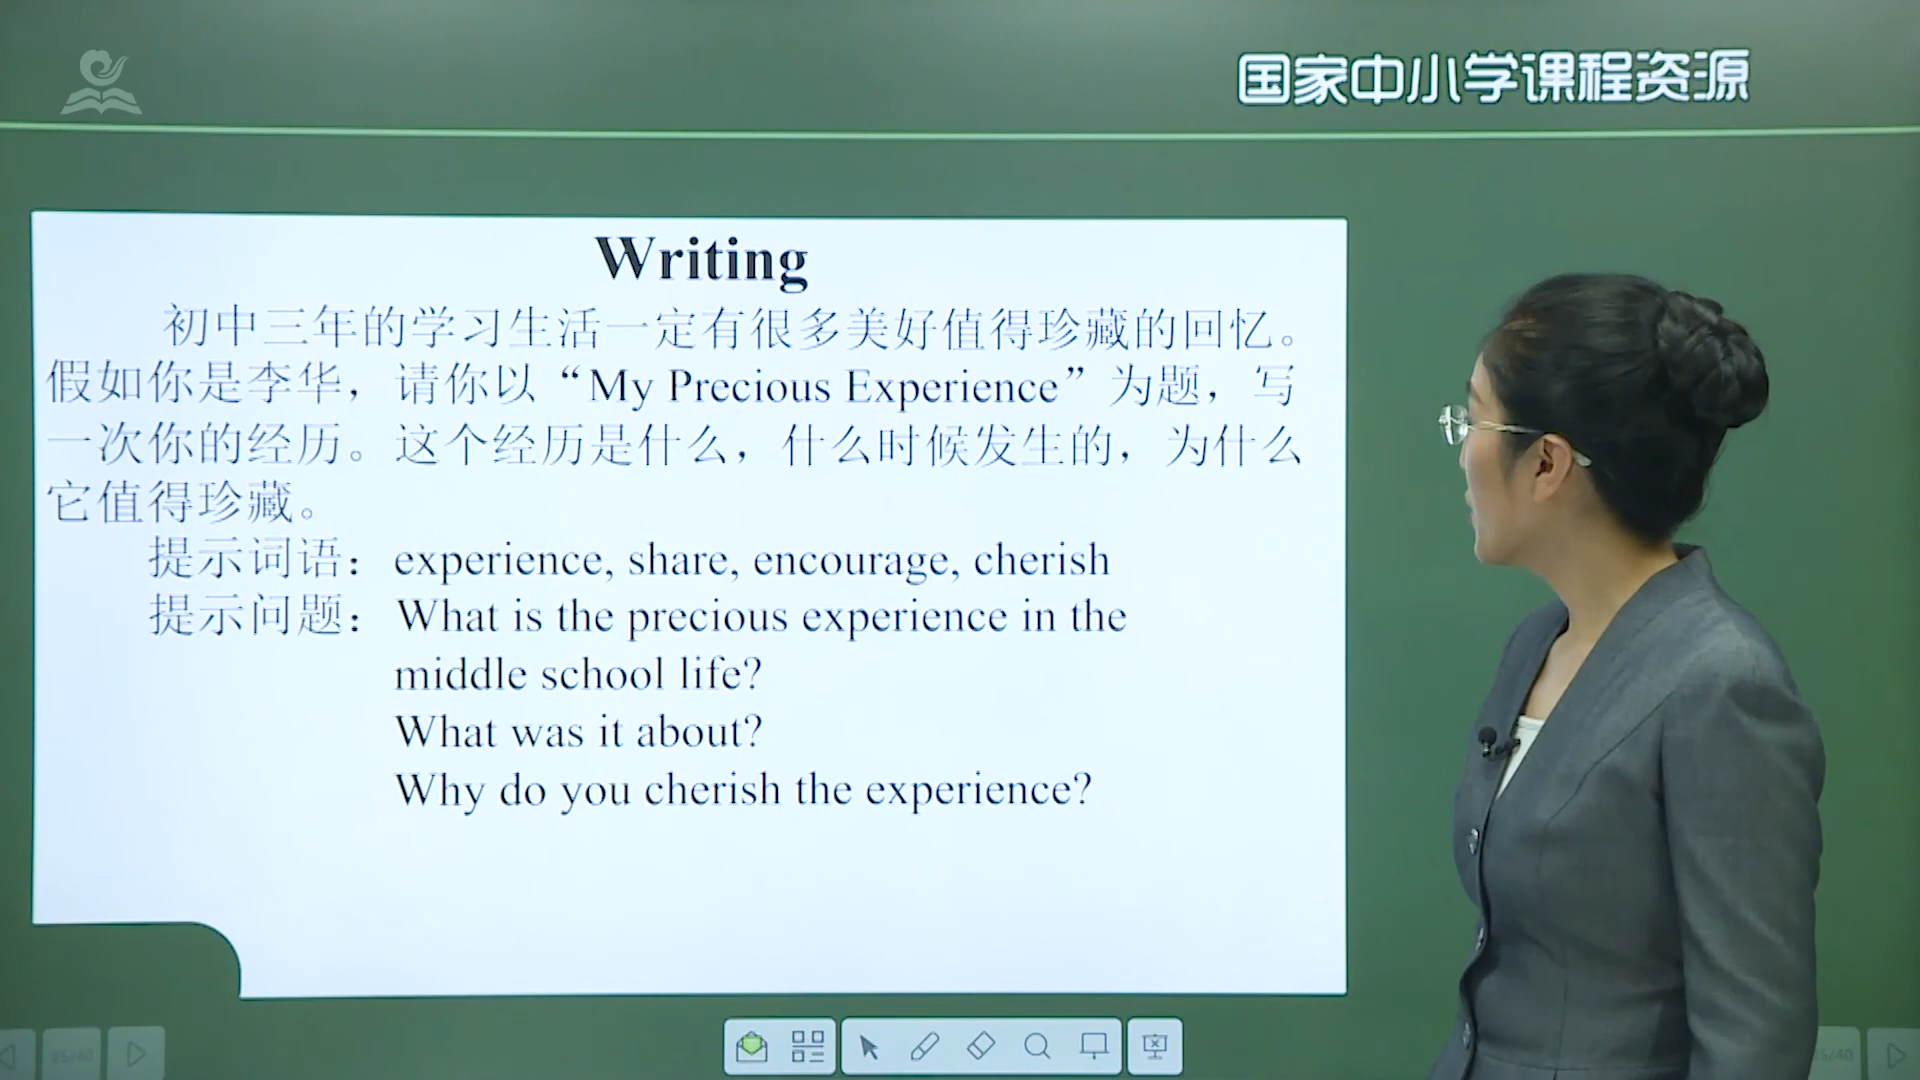 国家中小学课程资源
Writing
初中三年的学习生活一定有很多美好值得珍藏的回忆。
假如你是李华，请你以“My Precious Experience”为题，写
一次你的经历。这个经历是什么，什么时候发生的，为什么
它值得珍藏。
提示词语：experience, share, encourage, cherish
提示问题：What is the precious experience in the
middle school life?
What was it about?
Why do you cherish the experience?
35/40